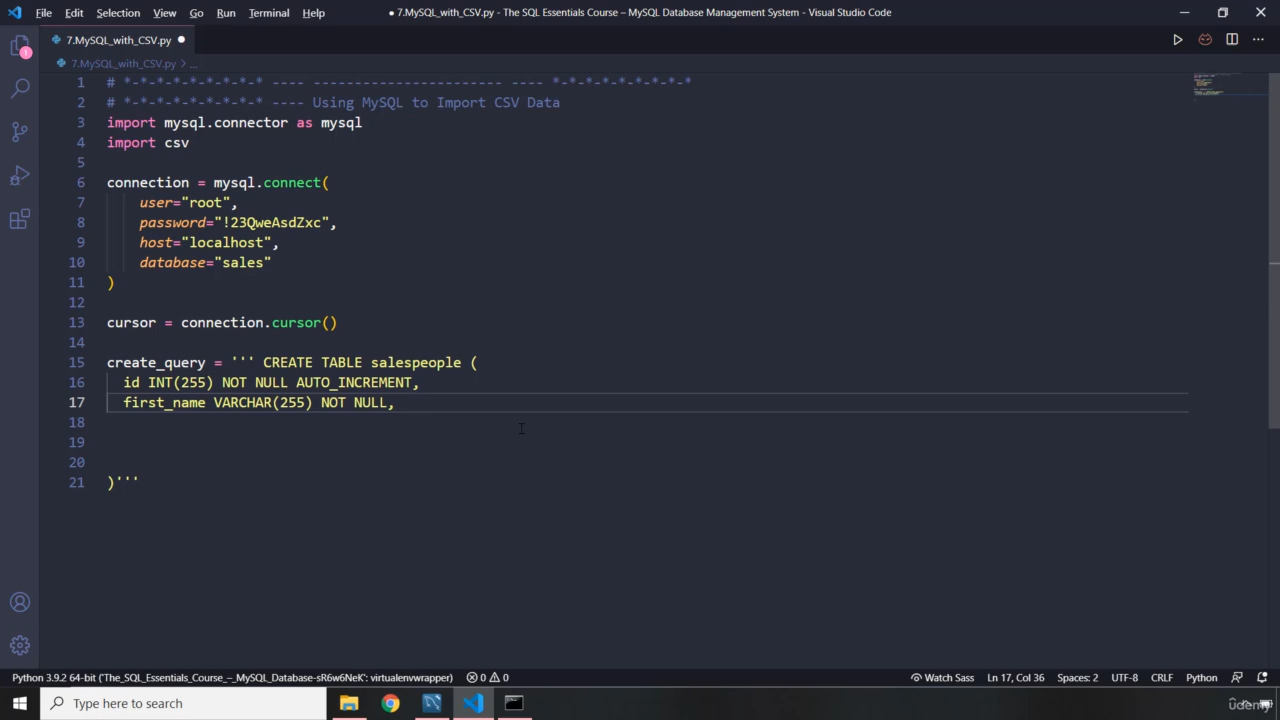 File Edit Selection View Go Run Terminal Help
● 7.MySQL_with_CSV.py - The SQL Essentials Course – MySQL Database Management System - Visual Studio Code
7.MySQL_with_CSV.py ●
7.MySQL_with_CSV.py > ...
1 # *-*-*-*-*-*-*-*-* ---- ----------------------- ---- *-*-*-*-*-*-*-*-*
2 # *-*-*-*-*-*-*-*-* ---- Using MySQL to Import CSV Data
3 import mysql.connector as mysql
4 import csv
5
6 connection = mysql.connect(
7 user="root",
8 password="!23QweAsdZxc",
9 host="localhost",
10 database="sales"
11 )
12
13 cursor = connection.cursor()
14
15 create_query = ''' CREATE TABLE salespeople (
16 id INT(255) NOT NULL AUTO_INCREMENT,
17 first_name VARCHAR(255) NOT NULL,
18
19
20
21 )'''
1
Python 3.9.2 64-bit ('The_SQL_Essentials_Course_–_MySQL_Database-sR6w6NeK': virtualenvwrapper) 0 0 Watch Sass Ln 17, Col 36 Spaces: 2 UTF-8 CRLF Python
Type here to search
Udemy